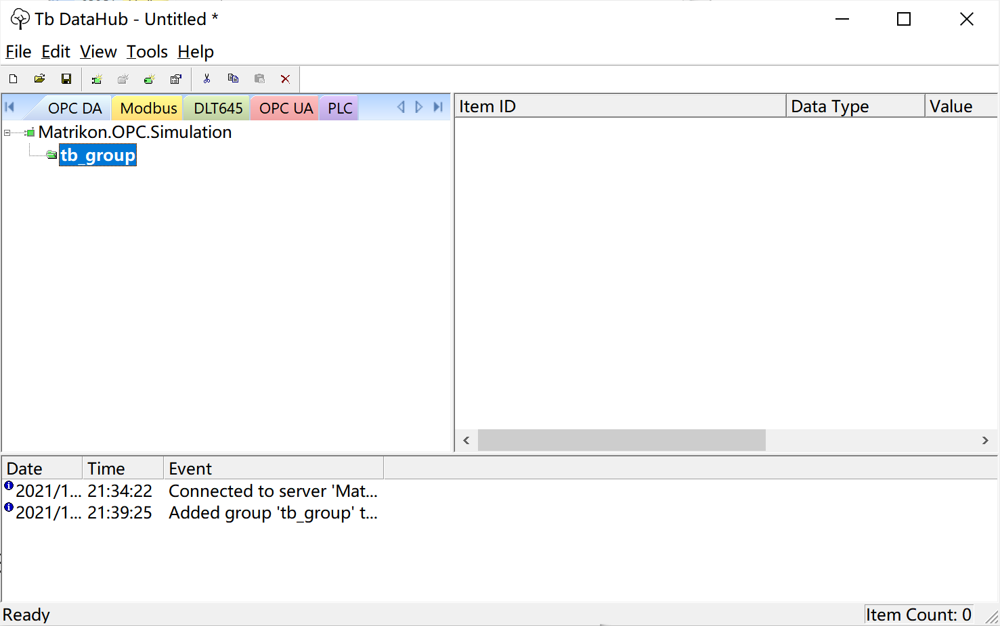 Tb DataHub - Untitled *
File Edit View Tools Help
OPC DA Modbus DLT645 OPC UA PLC
Item ID Data Type Value
Matrikon.OPC.Simulation
tb_group
Date Time Event
2021/1... 21:34:22 Connected to server 'Mat...
2021/1... 21:39:25 Added group 'tb_group' t...
Ready Item Count: 0